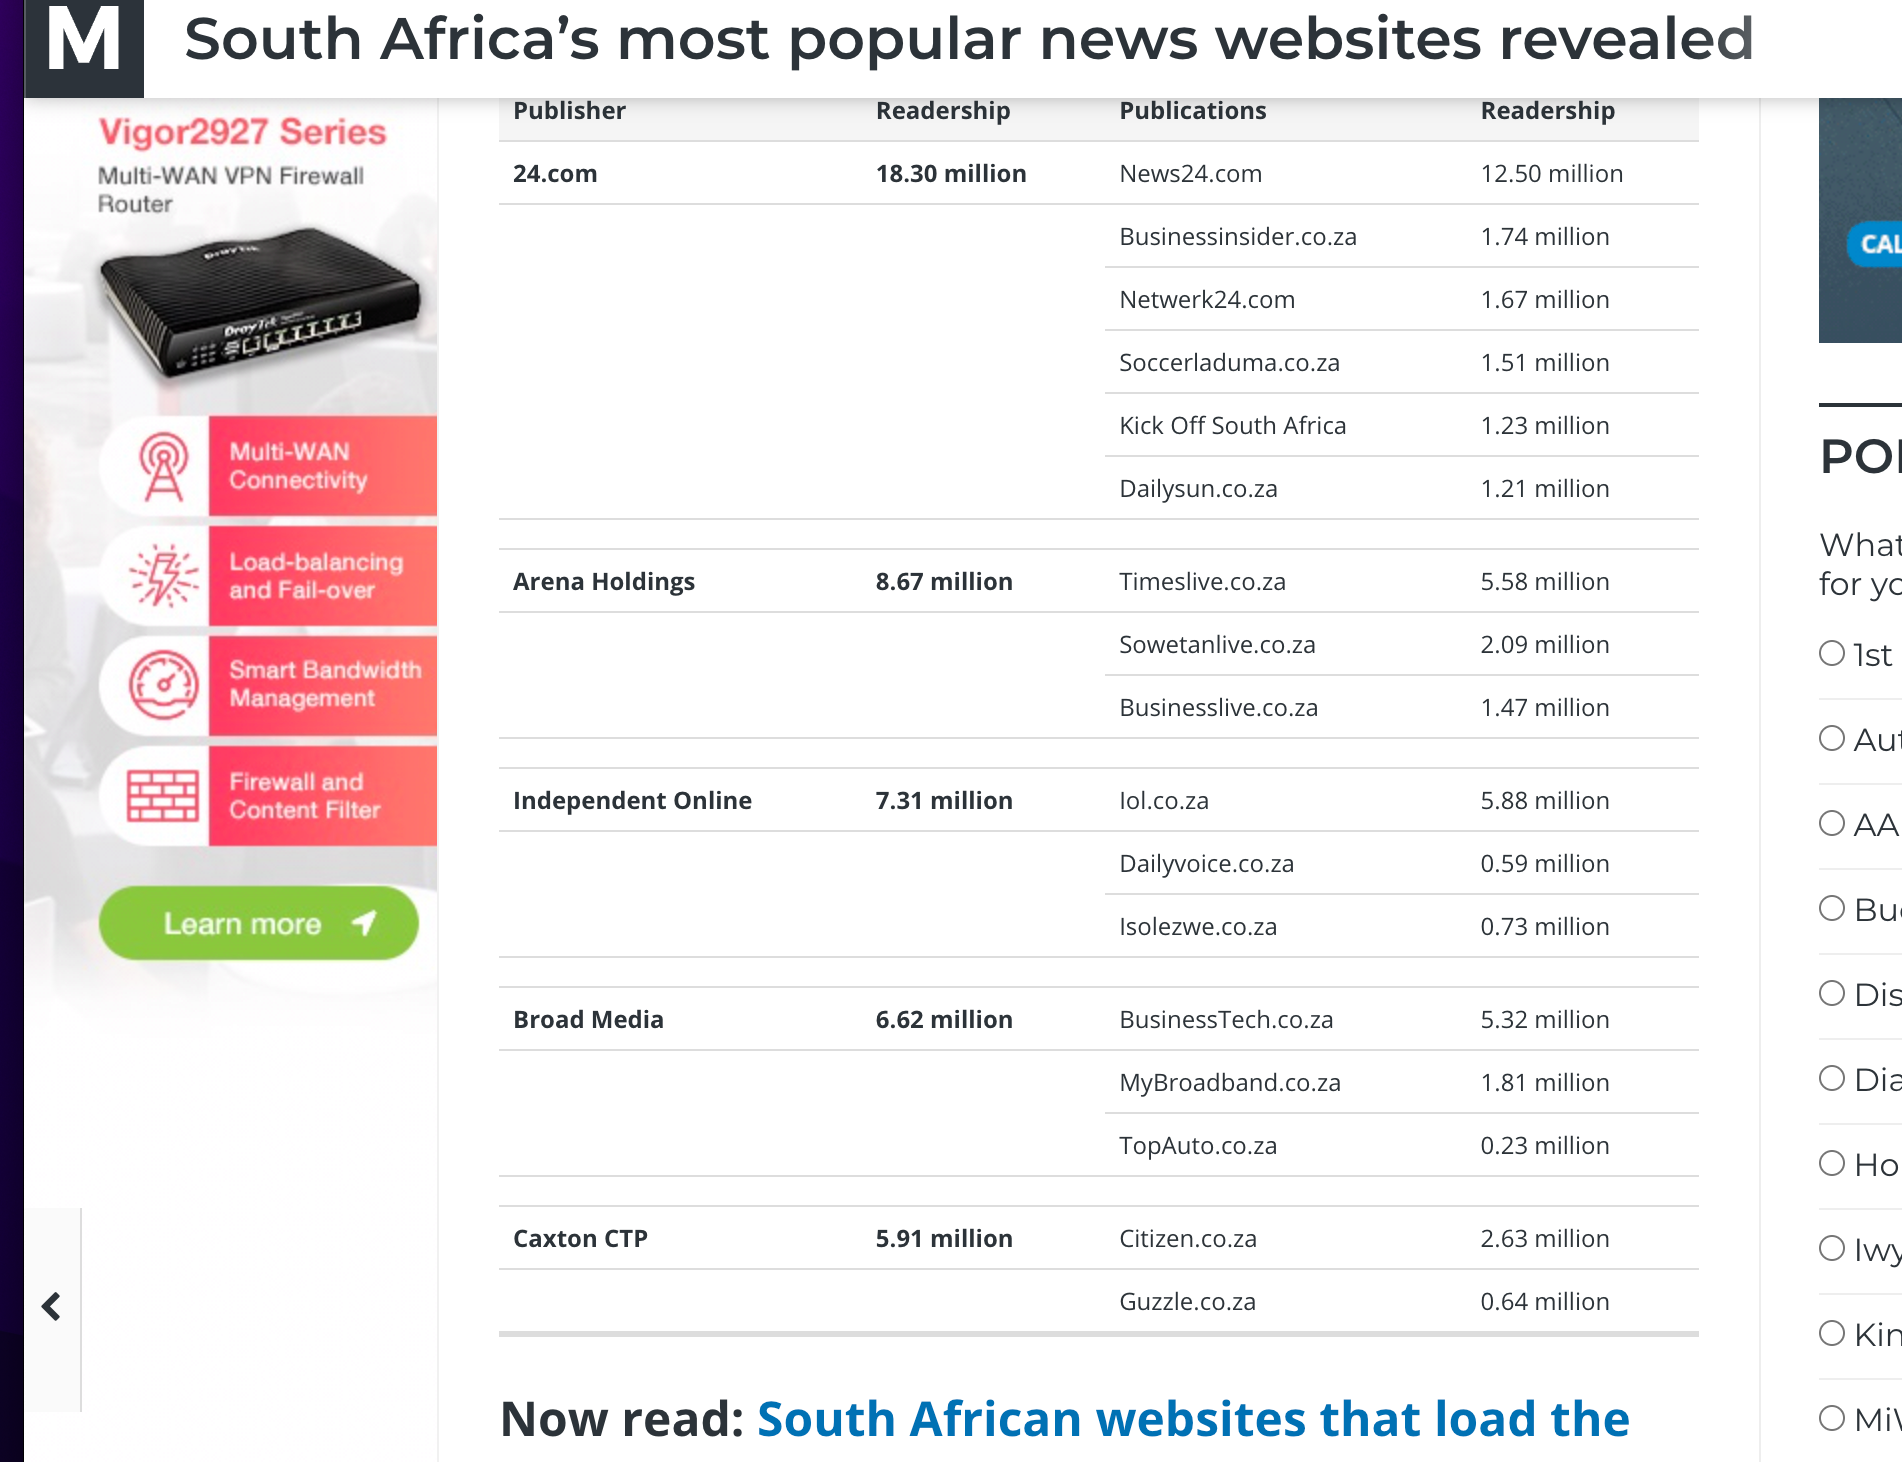 M South Africa’s most popular news websites revealed
Vigor2927 Series
Multi-WAN VPN Firewall
Router
DrayTek
Multi-WAN
Connectivity
Load-balancing
and Fail-over
Smart Bandwidth
Management
Firewall and
Content Filter
Learn more
Publisher Readership Publications Readership
24.com 18.30 million News24.com 12.50 million
Businessinsider.co.za 1.74 million
Netwerk24.com 1.67 million
Soccerladuma.co.za 1.51 million
Kick Off South Africa 1.23 million
Dailysun.co.za 1.21 million
Arena Holdings 8.67 million Timeslive.co.za 5.58 million
Sowetanlive.co.za 2.09 million
Businesslive.co.za 1.47 million
Independent Online 7.31 million Iol.co.za 5.88 million
Dailyvoice.co.za 0.59 million
Isolezwe.co.za 0.73 million
Broad Media 6.62 million BusinessTech.co.za 5.32 million
MyBroadband.co.za 1.81 million
TopAuto.co.za 0.23 million
Caxton CTP 5.91 million Citizen.co.za 2.63 million
Guzzle.co.za 0.64 million
Now read: South African websites that load the
CAL
What
for yo
1st
Aut
AA
Dis
Dia
Ho
Iwy
Kin